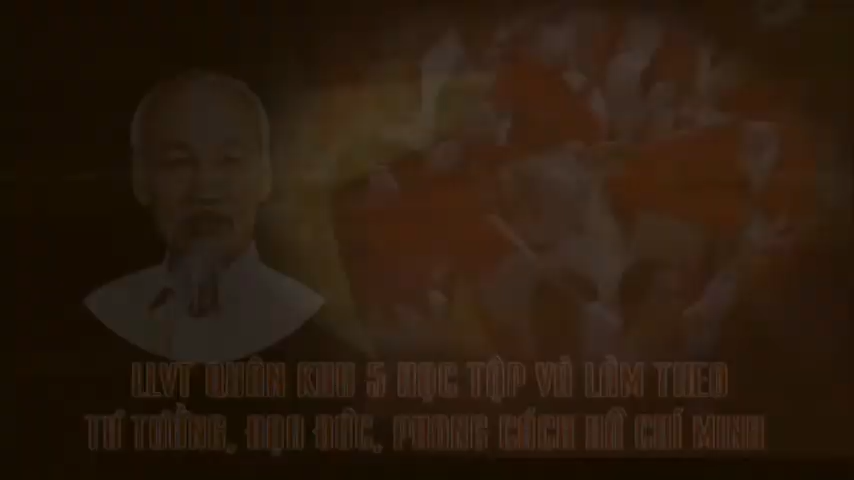 LLVT QUÂN KHU 5 HỌC TẬP VÀ LÀM THEO
TƯ TƯỞNG, ĐẠO ĐỨC, PHONG CÁCH HỒ CHÍ MINH